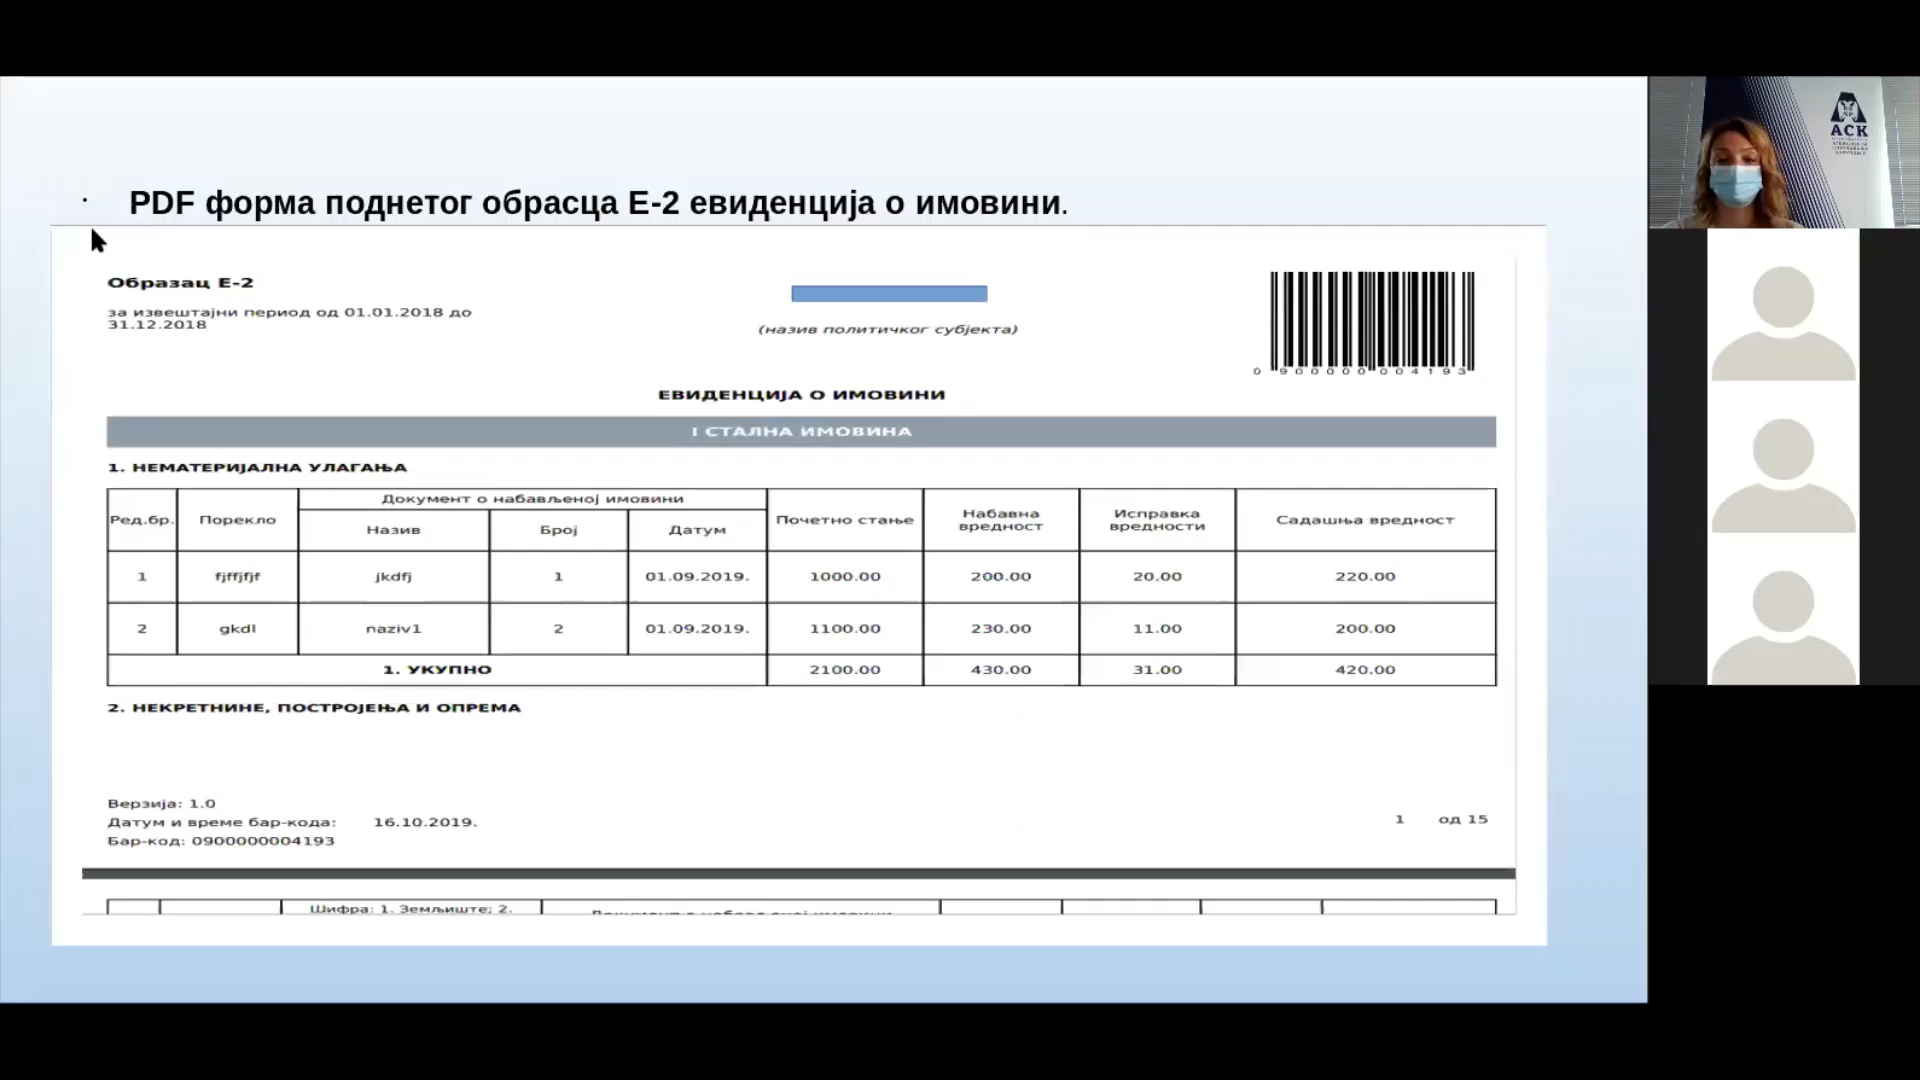 · PDF форма поднетог обрасца Е-2 евиденција о имовини.
Образац Е-2
за извештајни период од 01.01.2018 до
31.12.2018
(назив политичког субјекта)
0 900000 004193
ЕВИДЕНЦИЈА О ИМОВИНИ
I СТАЛНА ИМОВИНА
1. НЕМАТЕРИЈАЛНА УЛАГАЊА
Ред.бр. Порекло Документ о набављеној имовини Почетно стање Набавна вредност Исправка вредности Садашња вредност
Назив Број Датум
1 fjffjfjf jkdfj 1 01.09.2019. 1000.00 200.00 20.00 220.00
2 gkdl naziv1 2 01.09.2019. 1100.00 230.00 11.00 200.00
1. УКУПНО 2100.00 430.00 31.00 420.00
2. НЕКРЕТНИНЕ, ПОСТРОЈЕЊА И ОПРЕМА
Верзија: 1.0
Датум и време бар-кода: 16.10.2019.
1 од 15
Бар-код: 0900000004193
Шифра: 1. Земљиште; 2.
АСК